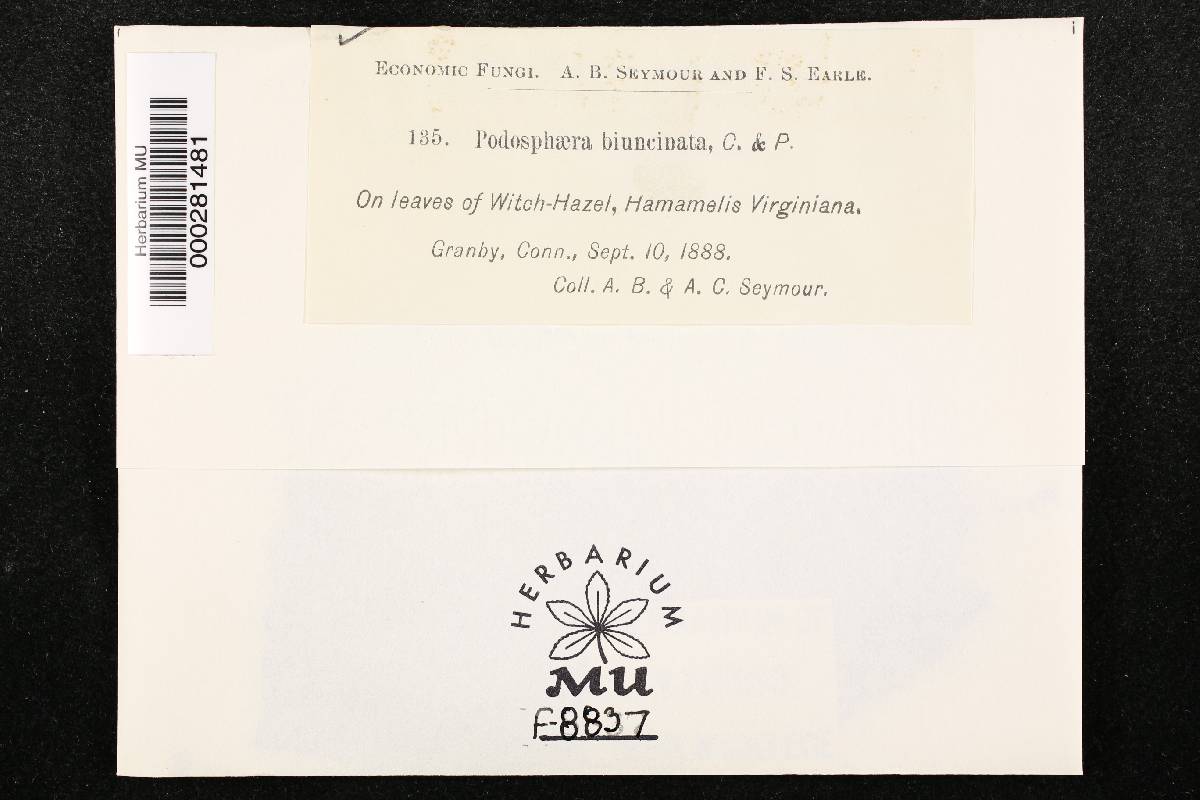 ECONOMIC FUNGI. A. B. SEYMOUR AND F. S. EARLE.
135. Podosphæra biuncinata, C. & P.
On leaves of Witch-Hazel, Hamamelis Virginiana.
Granby, Conn., Sept. 10, 1888.
Coll. A. B. & A. C. Seymour.
Herbarium MU
000281481
HERBARIUM
MU
F-8837